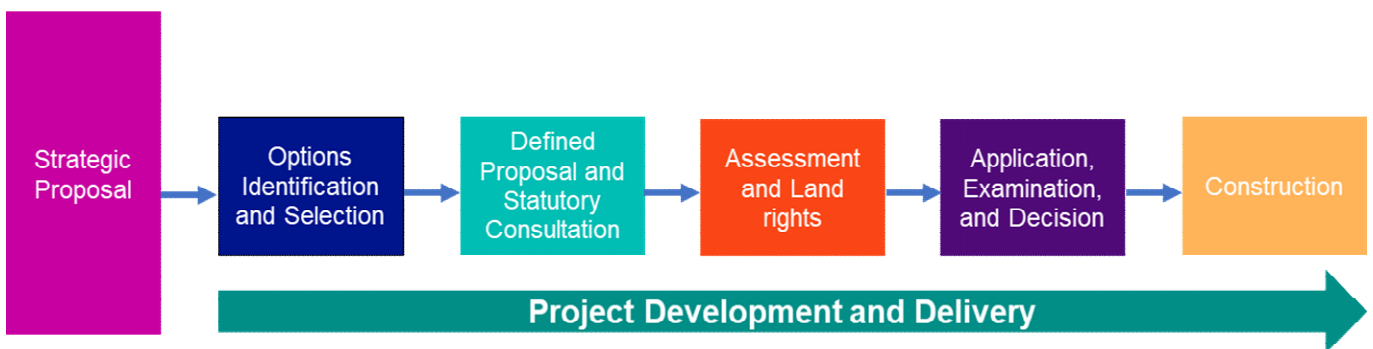 Strategic
Proposal
Options
Identification
and Selection
Defined
Proposal and
Statutory
Consultation
Assessment
and Land
rights
Application,
Examination,
and Decision
Construction
Project Development and Delivery